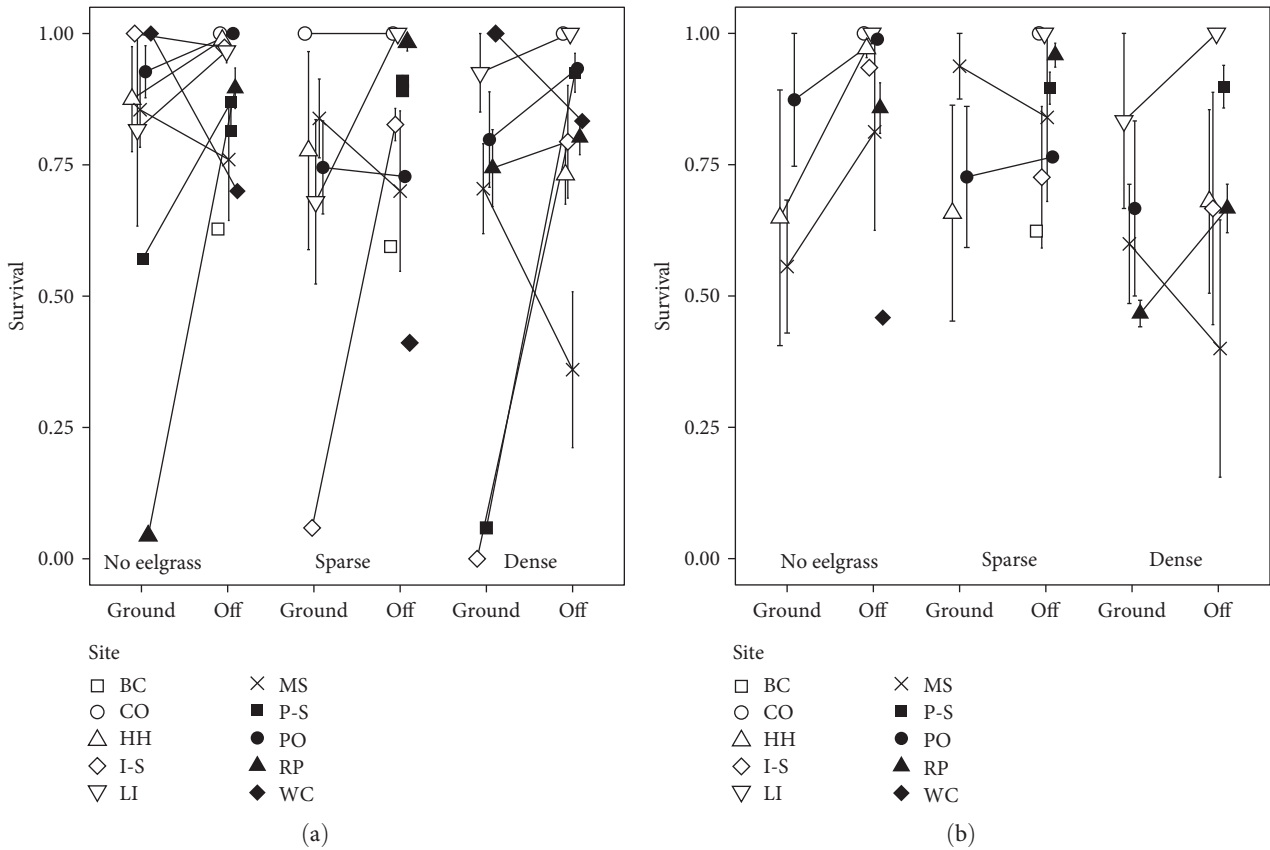 1.00
0.75
0.50
0.25
0.00
Survival
No eelgrass Sparse Dense
Ground Off Ground Off Ground Off
Site
BC MS
CO P-S
HH PO
I-S RP
LI WC
(a)
1.00
0.75
0.50
0.25
0.00
Survival
No eelgrass Sparse Dense
Ground Off Ground Off Ground Off
Site
BC MS
CO P-S
HH PO
I-S RP
LI WC
(b)